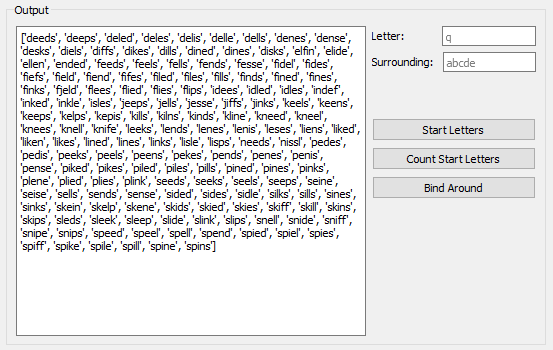 Output
['deeds', 'deeps', 'deled', 'deles', 'delis', 'delle', 'dells', 'denes', 'dense',
'desks', 'diels', 'diffs', 'dikes', 'dills', 'dined', 'dines', 'disks', 'elfin', 'elide',
'ellen', 'ended', 'feeds', 'feels', 'fells', 'fends', 'fesse', 'fidel', 'fides',
'fiefs', 'field', 'fiend', 'fifes', 'filed', 'files', 'fills', 'finds', 'fined', 'fines',
'finks', 'fjeld', 'flees', 'flied', 'flies', 'flips', 'idees', 'idled', 'idles', 'indef',
'inked', 'inkle', 'isles', 'jeeps', 'jells', 'jesse', 'jiffs', 'jinks', 'keels', 'keens',
'keeps', 'kelps', 'kepis', 'kills', 'kilns', 'kinds', 'kline', 'kneed', 'kneel',
'knees', 'knell', 'knife', 'leeks', 'lends', 'lenes', 'lenis', 'leses', 'liens', 'liked',
'liken', 'likes', 'lined', 'lines', 'links', 'lisle', 'lisps', 'needs', 'nissl', 'pedes',
'pedis', 'peeks', 'peels', 'peens', 'pekes', 'pends', 'penes', 'penis',
'pense', 'piked', 'pikes', 'piled', 'piles', 'pills', 'pined', 'pines', 'pinks',
'plene', 'plied', 'plies', 'plink', 'seeds', 'seeks', 'seels', 'seeps', 'seine',
'seise', 'sells', 'sends', 'sense', 'sided', 'sides', 'sidle', 'silks', 'sills', 'sines',
'sinks', 'skein', 'skelp', 'skene', 'skids', 'skied', 'skies', 'skiff', 'skill', 'skins',
'skips', 'sleds', 'sleek', 'sleep', 'slide', 'slink', 'slips', 'snell', 'snide', 'sniff',
'snipe', 'snips', 'speed', 'speel', 'spell', 'spend', 'spied', 'spiel', 'spies',
'spiff', 'spike', 'spile', 'spill', 'spine', 'spins']
Letter: q
Surrounding: abcde
Start Letters
Count Start Letters
Bind Around